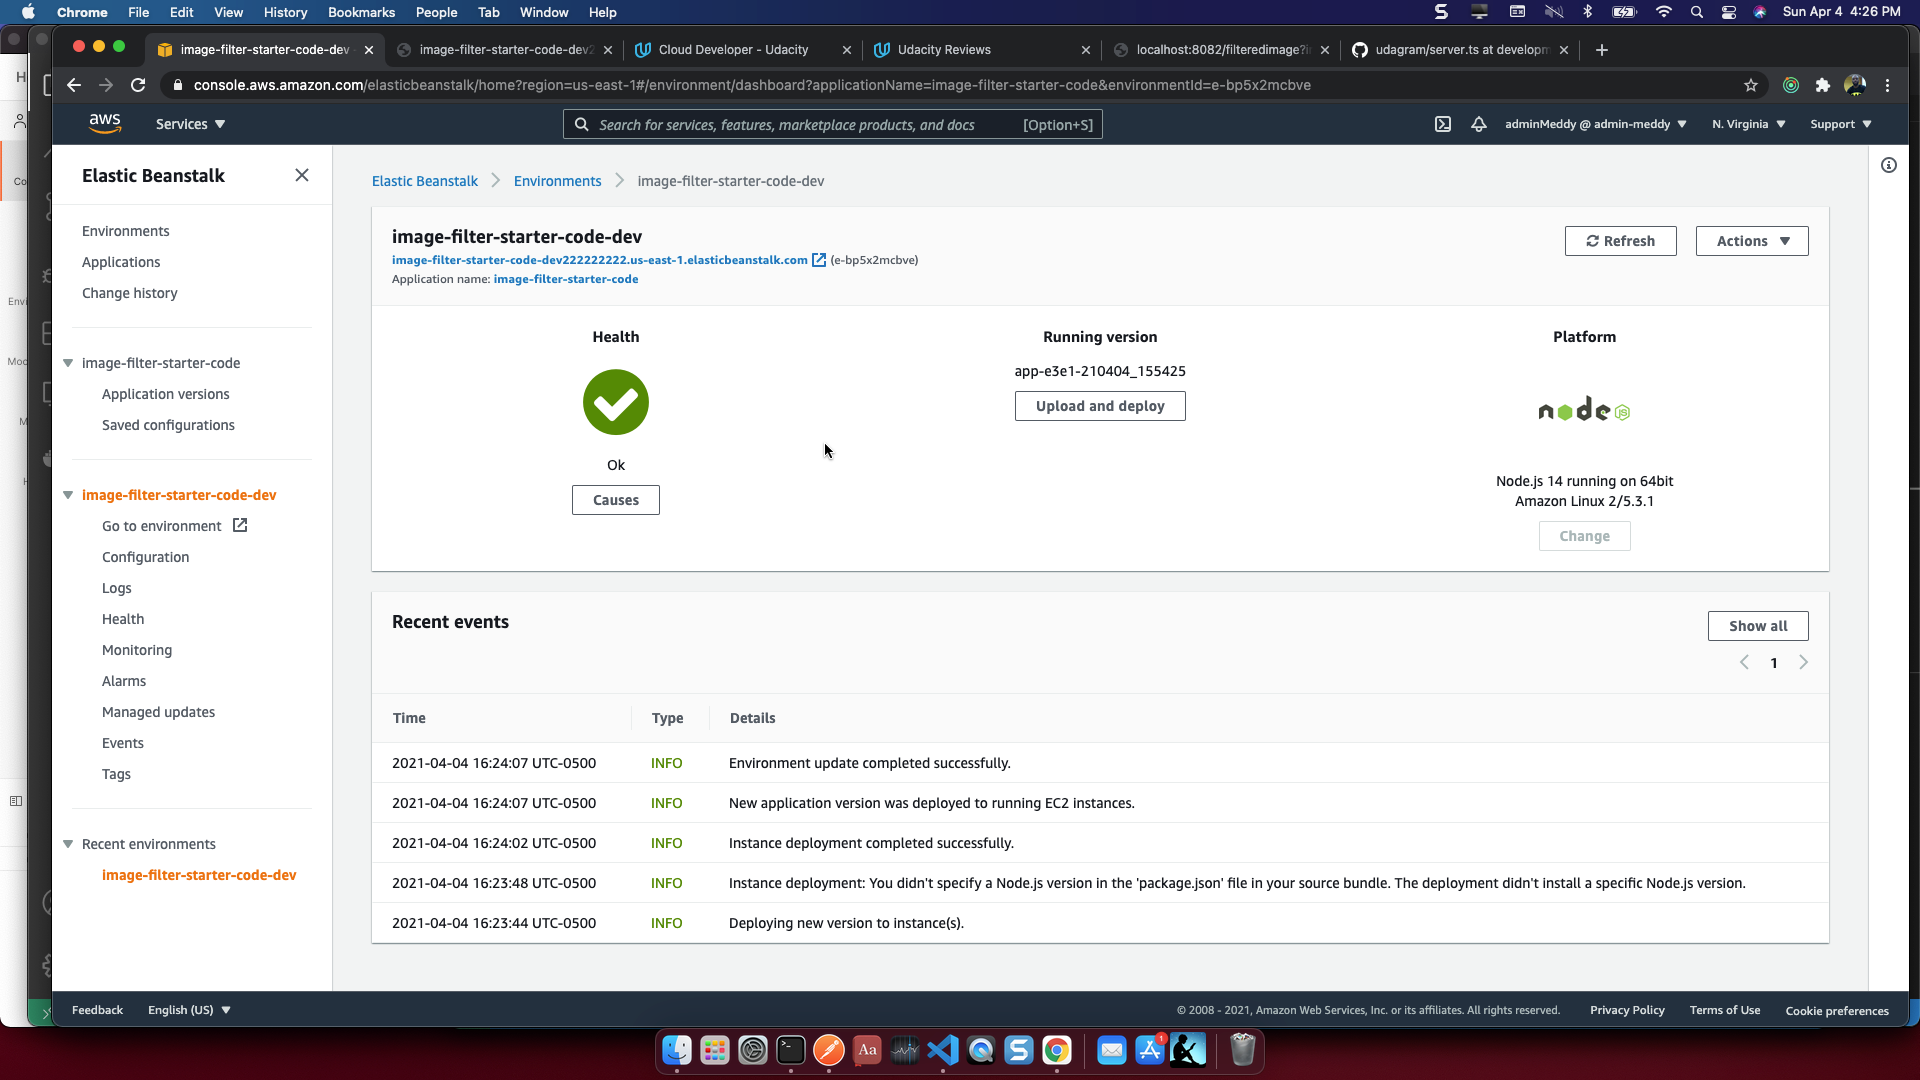 Chrome File Edit View History Bookmarks People Tab Window Help Sun Apr 4 4:26 PM
image-filter-starter-code-dev image-filter-starter-code-dev2 Cloud Developer - Udacity Udacity Reviews localhost:8082/filteredimage?i udagram/server.ts at developm
console.aws.amazon.com/elasticbeanstalk/home?region=us-east-1#/environment/dashboard?applicationName=image-filter-starter-code&environmentId=e-bp5x2mcbve
aws Services Search for services, features, marketplace products, and docs [Option+S] adminMeddy @ admin-meddy N. Virginia Support
Elastic Beanstalk
Environments
Applications
Change history
image-filter-starter-code
Application versions
Saved configurations
image-filter-starter-code-dev
Go to environment
Configuration
Logs
Health
Monitoring
Alarms
Managed updates
Events
Tags
Recent environments
image-filter-starter-code-dev
Elastic Beanstalk Environments image-filter-starter-code-dev
image-filter-starter-code-dev
image-filter-starter-code-dev222222222.us-east-1.elasticbeanstalk.com (e-bp5x2mcbve)
Application name: image-filter-starter-code
Refresh Actions
Health
Ok
Causes
Running version
app-e3e1-210404_155425
Upload and deploy
Platform
node JS
Node.js 14 running on 64bit
Amazon Linux 2/5.3.1
Change
Recent events
Show all
1
Time Type Details
2021-04-04 16:24:07 UTC-0500 INFO Environment update completed successfully.
2021-04-04 16:24:07 UTC-0500 INFO New application version was deployed to running EC2 instances.
2021-04-04 16:24:02 UTC-0500 INFO Instance deployment completed successfully.
2021-04-04 16:23:48 UTC-0500 INFO Instance deployment: You didn't specify a Node.js version in the 'package.json' file in your source bundle. The deployment didn't install a specific Node.js version.
2021-04-04 16:23:44 UTC-0500 INFO Deploying new version to instance(s).
Feedback English (US) © 2008 - 2021, Amazon Web Services, Inc. or its affiliates. All rights reserved. Privacy Policy Terms of Use Cookie preferences
Aa S 1
H
Co
Envi
Moc
M
H